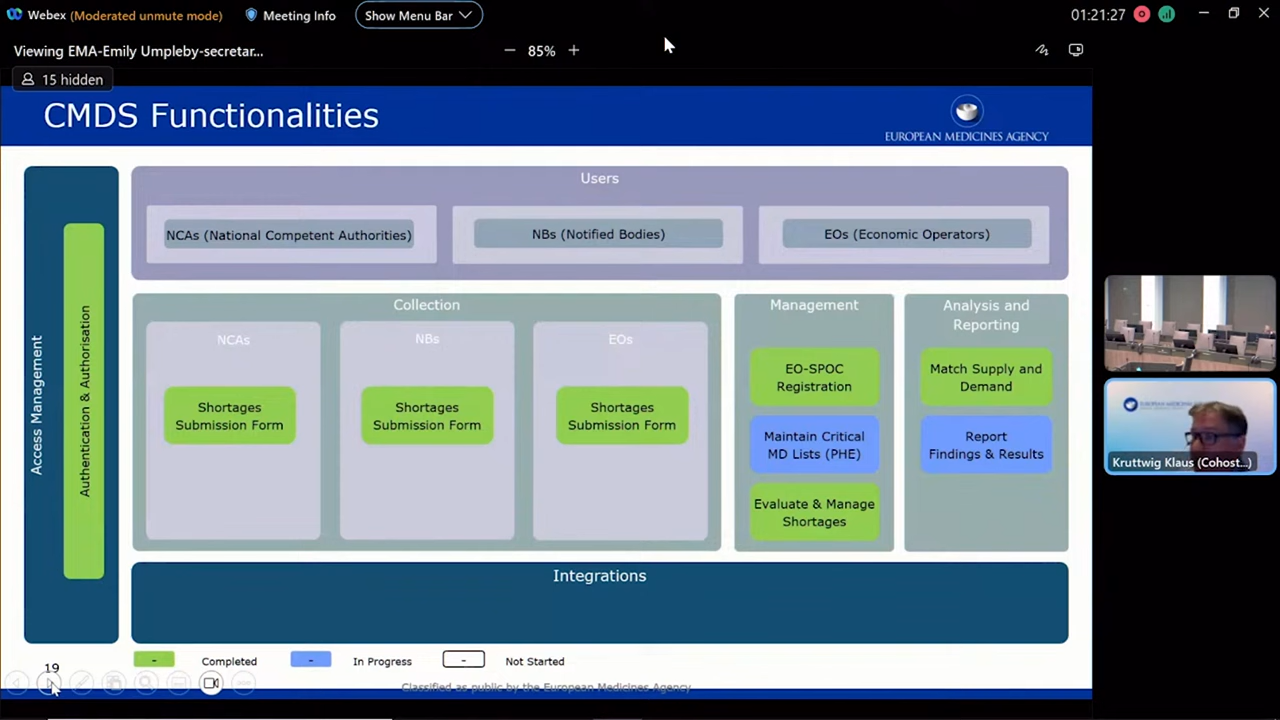 Webex (Moderated unmute mode) Meeting Info Show Menu Bar 01:21:27
Viewing EMA-Emily Umpleby-secretar... 85%
15 hidden
CMDS Functionalities
EUROPEAN MEDICINES AGENCY
Access Management
Authentication & Authorisation
Users
NCAs (National Competent Authorities)
NBs (Notified Bodies)
EOs (Economic Operators)
Collection
NCAs
Shortages
Submission Form
NBs
Shortages
Submission Form
EOs
Shortages
Submission Form
Management
EO-SPOC
Registration
Maintain Critical
MD Lists (PHE)
Evaluate & Manage
Shortages
Analysis and
Reporting
Match Supply and
Demand
Report
Findings & Results
Integrations
- Completed
- In Progress
- Not Started
19
Classified as public by the European Medicines Agency
Kruttwig Klaus (Cohost...)